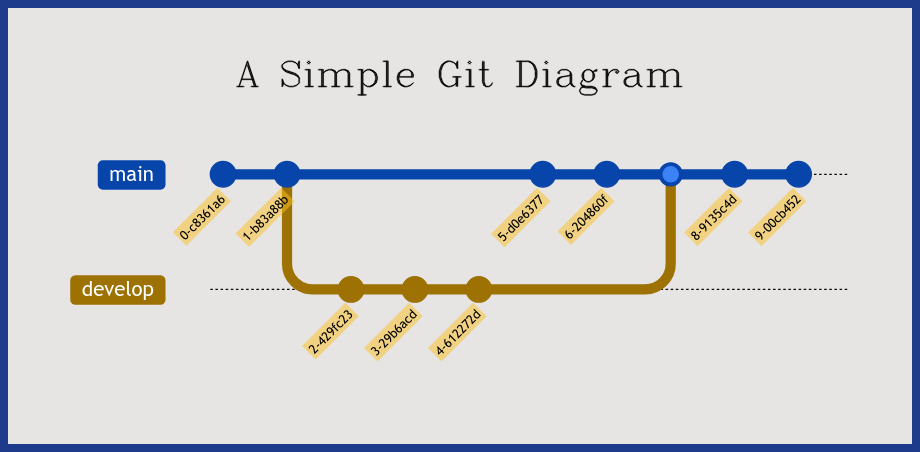 A Simple Git Diagram
main
0-c8361a6
1-b83a88b
5-d0e6377
6-204860f
8-9135c4d
9-00cb452
develop
2-429fc23
3-29b6acd
4-612272d